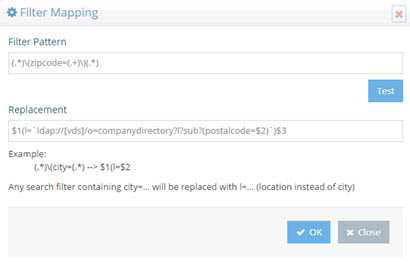 Filter Mapping
Filter Pattern
(.*)\(zipcode=(.+)\)(.*)
Test
Replacement
$1(l=`ldap://[vds]/o=companydirectory?l?sub?(postalcode=$2)`)$3
Example:
(.*)\(city=(.*) --> $1(l=$2
Any search filter containing city=... will be replaced with l=... (location instead of city)
OK
Close